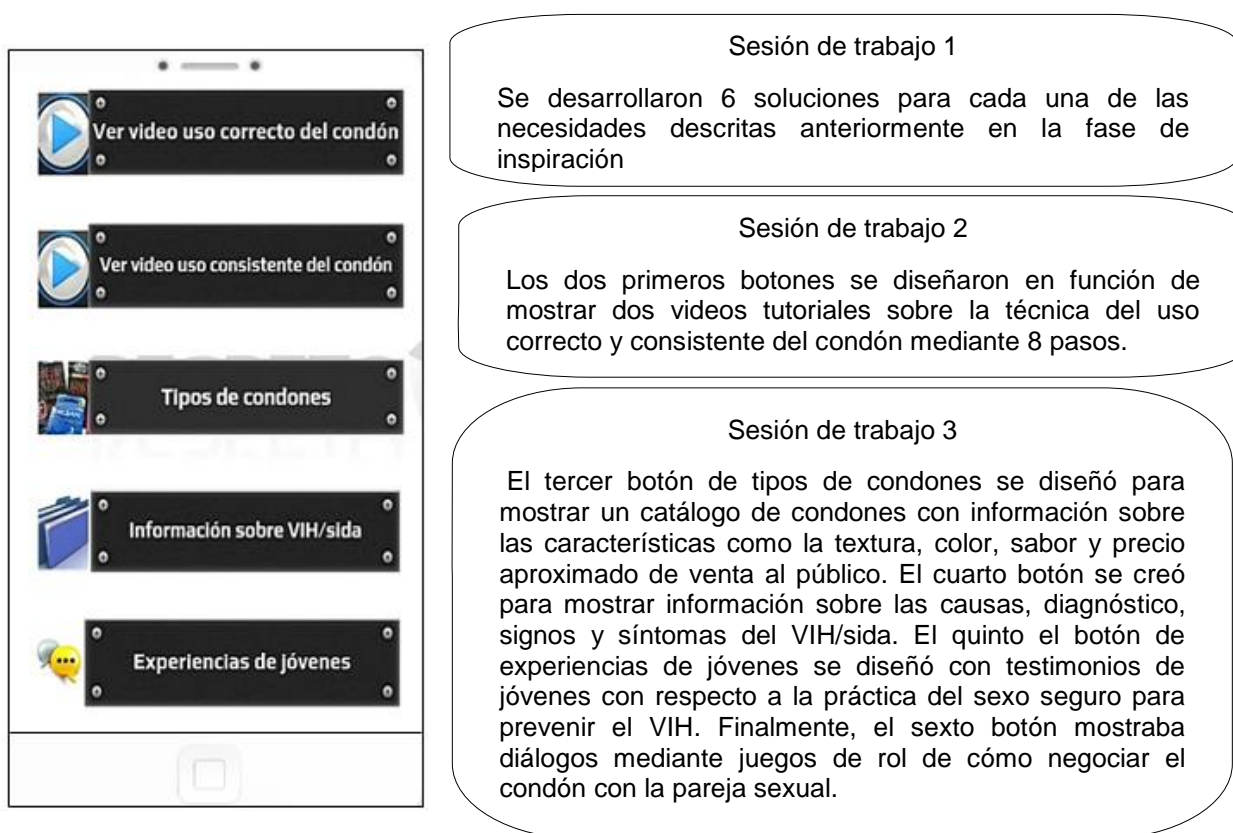 Ver video uso correcto del condón
Ver video uso consistente del condón
Tipos de condones
Información sobre VIH/sida
Experiencias de jóvenes
Sesión de trabajo 1
Se desarrollaron 6 soluciones para cada una de las
necesidades descritas anteriormente en la fase de
inspiración
Sesión de trabajo 2
Los dos primeros botones se diseñaron en función de
mostrar dos videos tutoriales sobre la técnica del uso
correcto y consistente del condón mediante 8 pasos.
Sesión de trabajo 3
El tercer botón de tipos de condones se diseñó para
mostrar un catálogo de condones con información sobre
las características como la textura, color, sabor y precio
aproximado de venta al público. El cuarto botón se creó
para mostrar información sobre las causas, diagnóstico,
signos y síntomas del VIH/sida. El quinto el botón de
experiencias de jóvenes se diseñó con testimonios de
jóvenes con respecto a la práctica del sexo seguro para
prevenir el VIH. Finalmente, el sexto botón mostraba
diálogos mediante juegos de rol de cómo negociar el
condón con la pareja sexual.